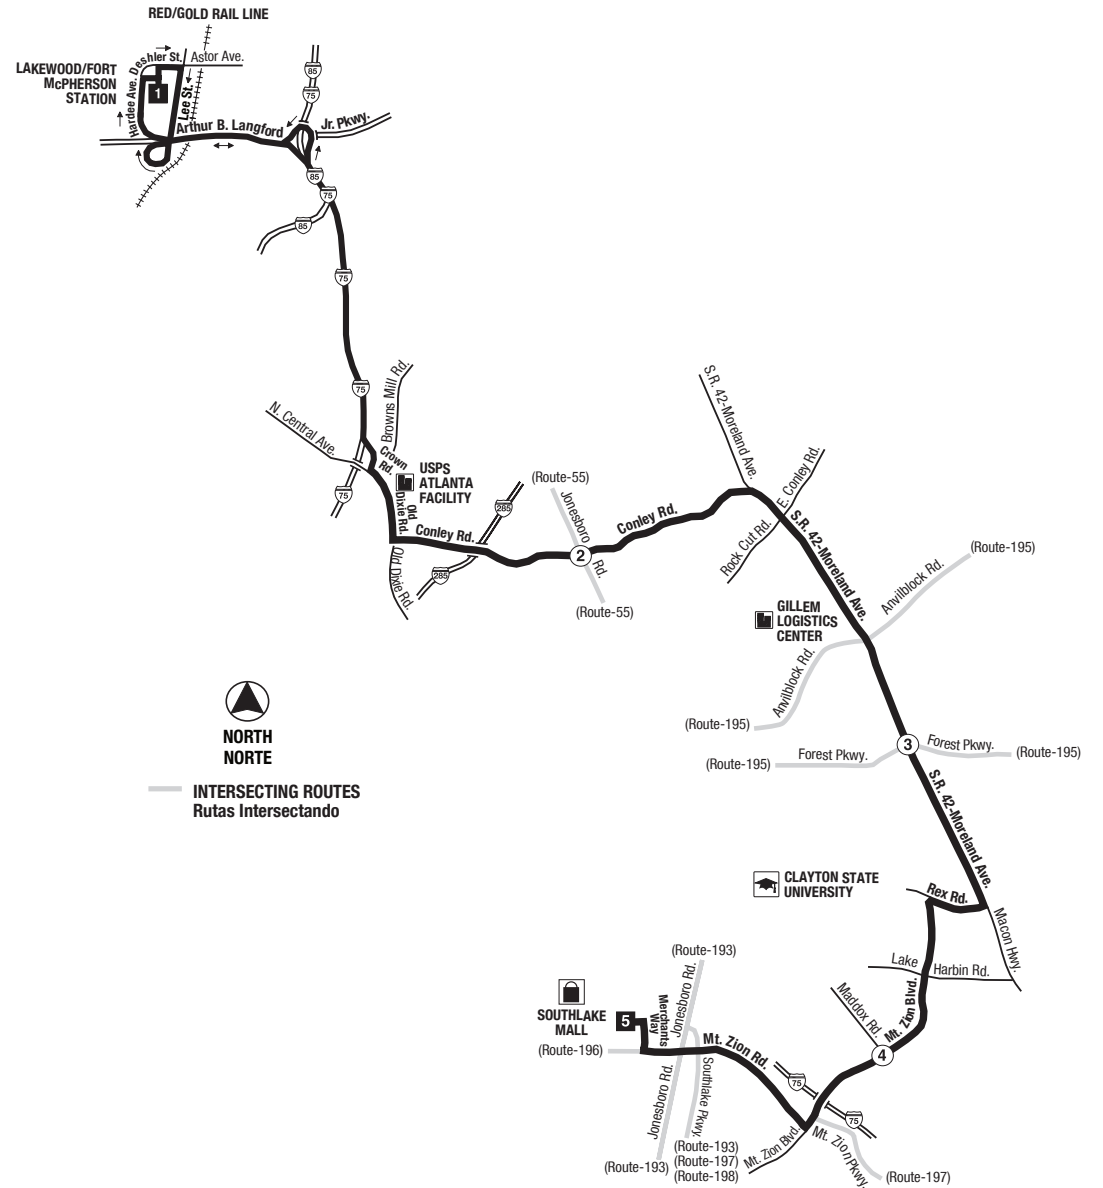 RED/GOLD RAIL LINE
Deshler St.
Astor Ave.
LAKEWOOD/FORT
McPHERSON
STATION
1
Hardee Ave.
Lee St.
85
75
Arthur B. Langford
Jr. Pkwy.
85
75
85
75
75
Browns Mill Rd.
N. Central Ave.
Crown
Rd.
75
USPS
ATLANTA
FACILITY
Old
Dixie Rd.
Conley Rd.
285
285
Old Dixie Rd.
(Route-55)
Jonesboro
Rd.
2
(Route-55)
Conley Rd.
S.R. 42-Moreland Ave.
E. Conley Rd.
Rock Cut Rd.
S.R. 42-Moreland Ave.
(Route-195)
Anvilblock Rd.
GILLEM
LOGISTICS
CENTER
Anvilblock Rd.
(Route-195)
3
Forest Pkwy.
(Route-195)
Forest Pkwy.
(Route-195)
NORTH
NORTE
INTERSECTING ROUTES
Rutas Intersectando
S.R. 42-Moreland Ave.
CLAYTON STATE
UNIVERSITY
Rex Rd.
Macon Hwy.
Lake
Harbin Rd.
Mt. Zion Blvd.
Maddox Rd.
4
(Route-193)
Jonesboro Rd.
SOUTHLAKE
MALL
5
Merchants
Way
(Route-196)
Mt. Zion Rd.
75
75
Jonesboro Rd.
Southlake Pkwy.
(Route-193)
(Route-193)
(Route-197)
(Route-198)
Mt. Zion Blvd.
Mt. Zion Pkwy.
(Route-197)